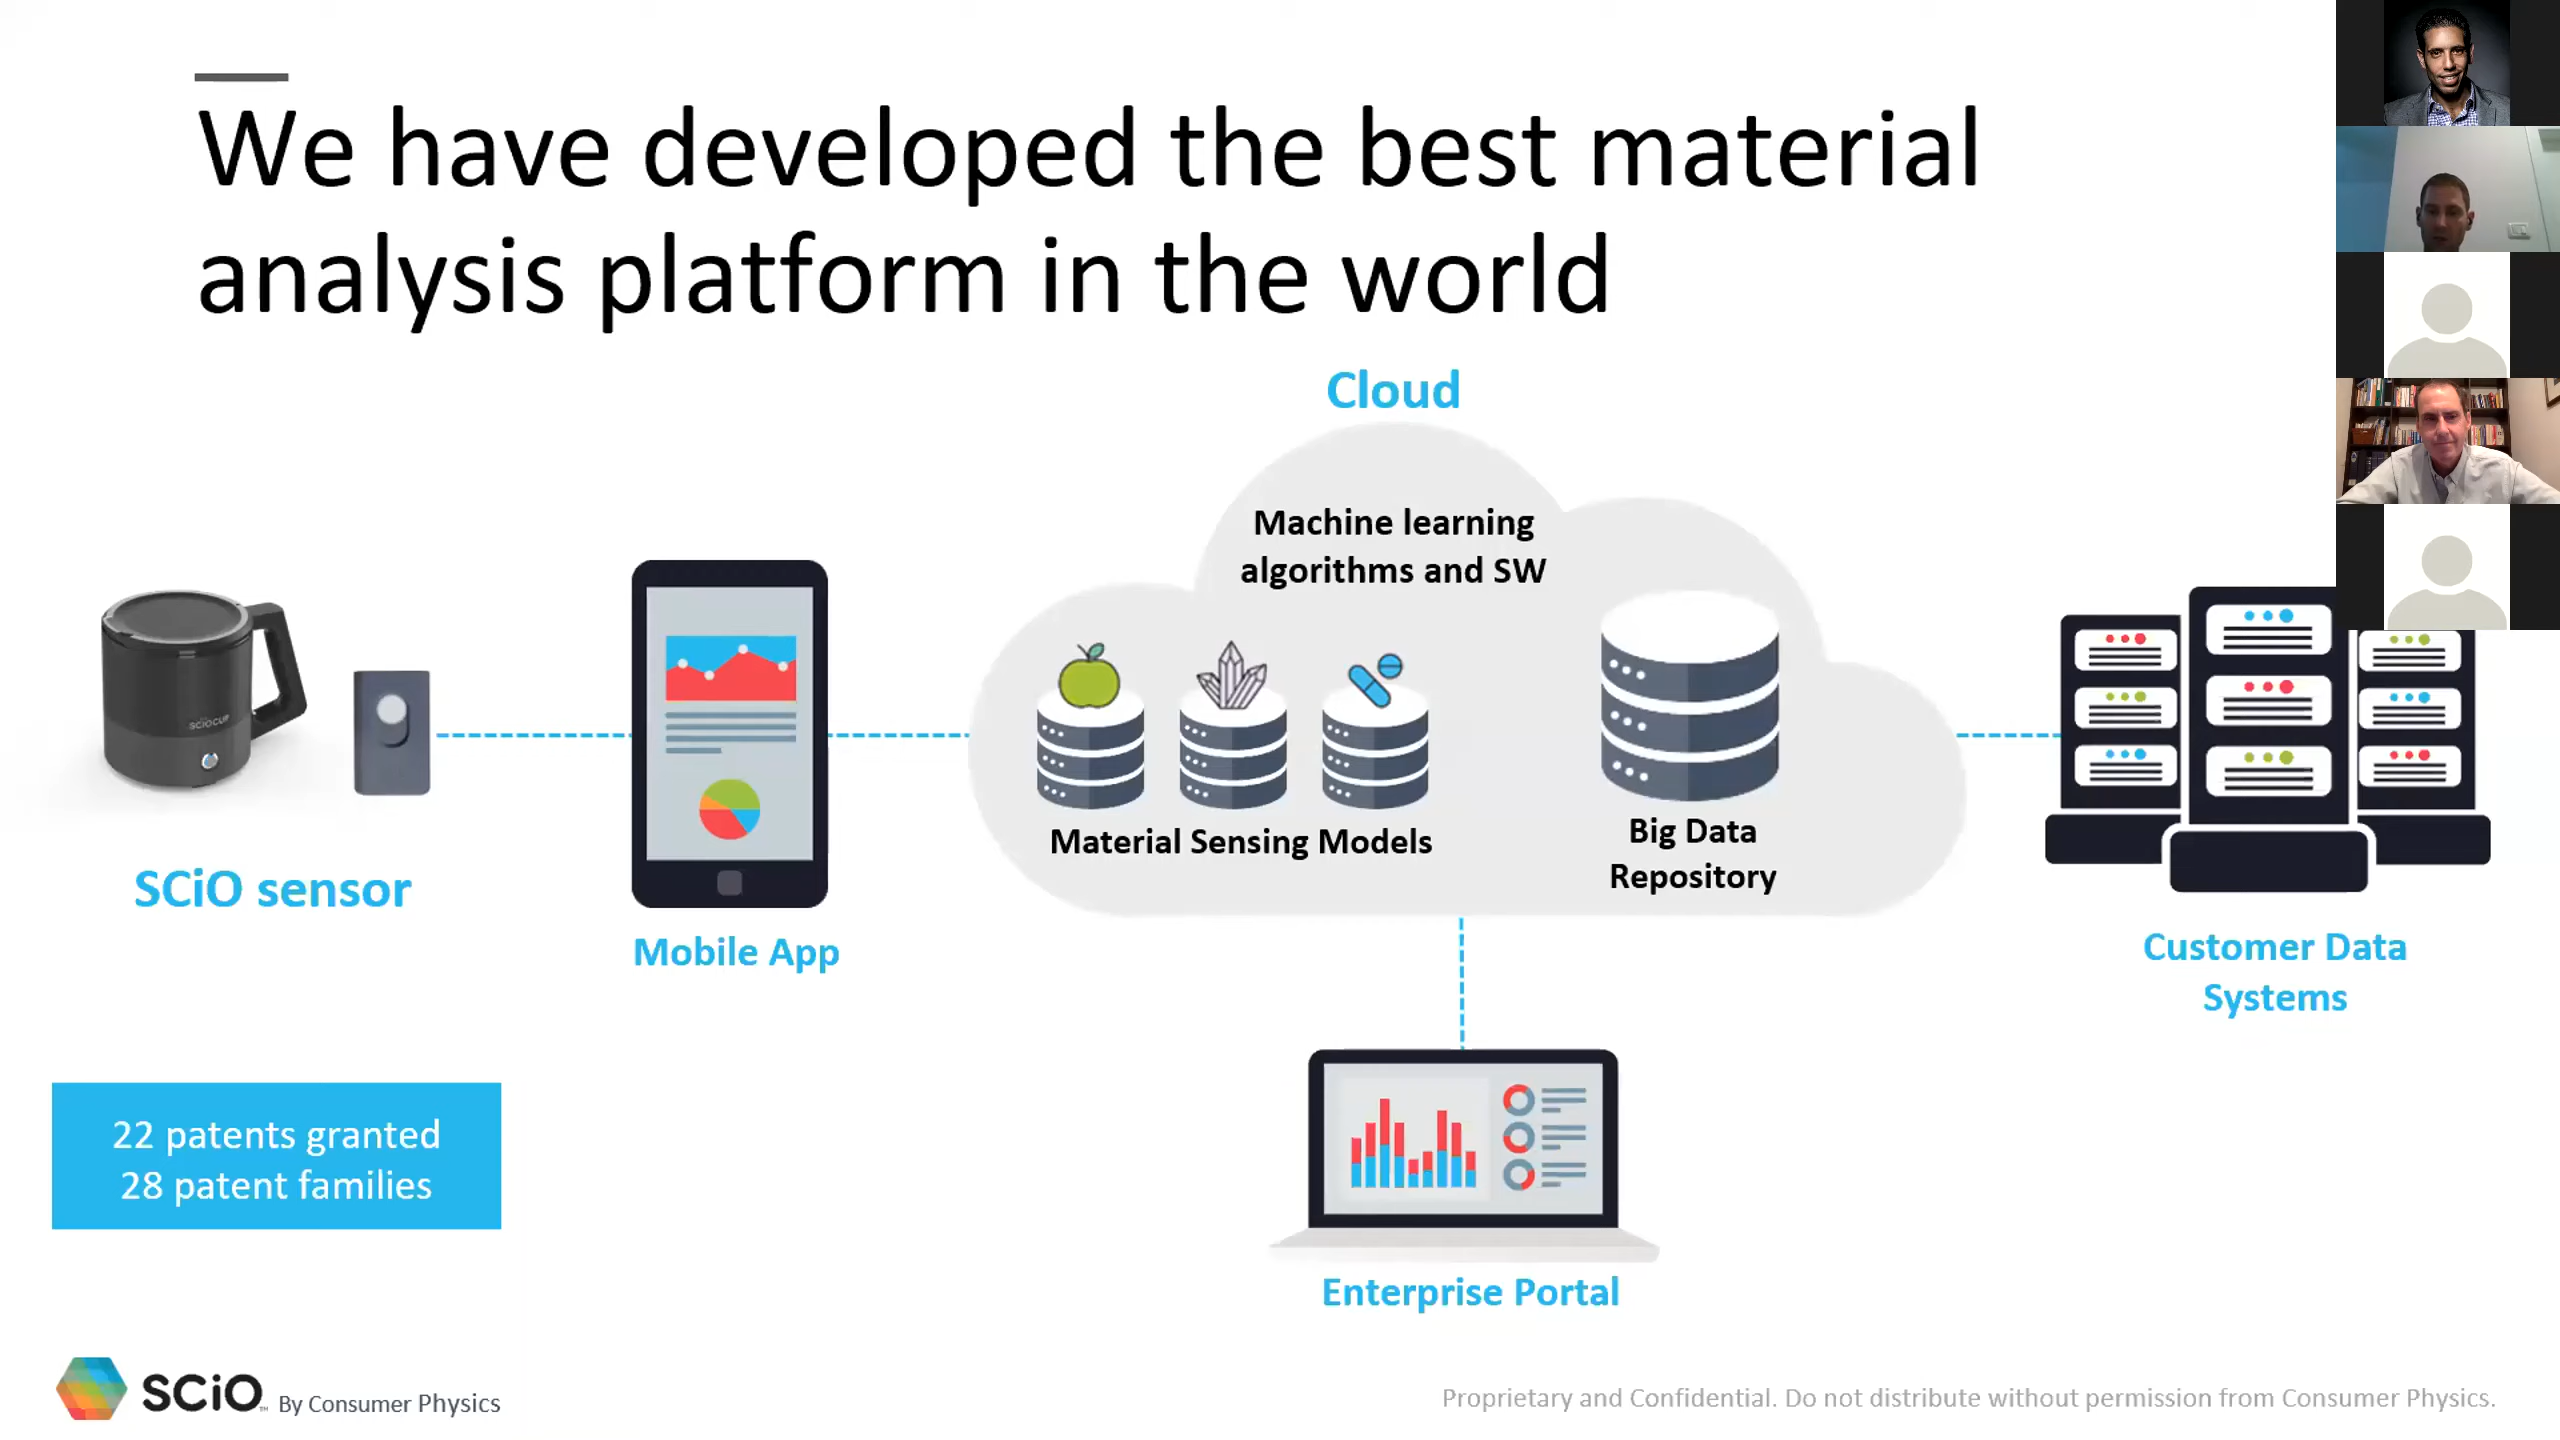 We have developed the best material
analysis platform in the world
Cloud
Machine learning
algorithms and SW
SCIOCUP
Material Sensing Models
Big Data
Repository
SCiO sensor
Mobile App
Customer Data
Systems
22 patents granted
28 patent families
Enterprise Portal
SCiO™ By Consumer Physics
Proprietary and Confidential. Do not distribute without permission from Consumer Physics.